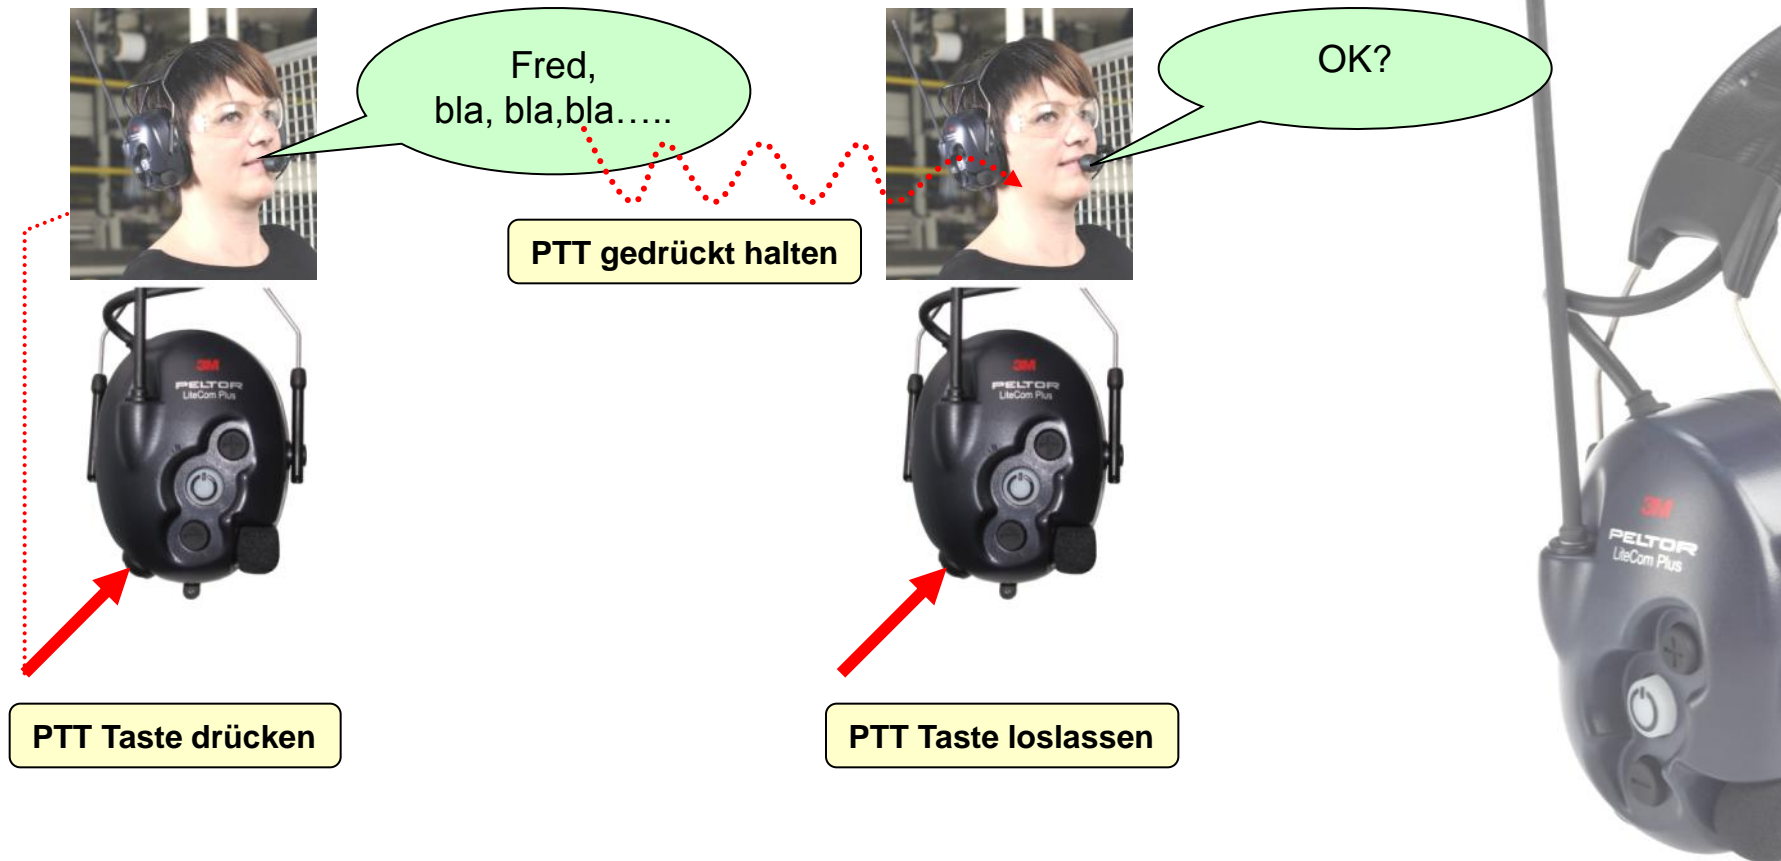 Fred,
bla, bla,bla…..
OK?
PTT gedrückt halten
3M
PELTOR
LiteCom Plus
3M
PELTOR
LiteCom Plus
3M
PELTOR
LiteCom Plus
PTT Taste drücken
PTT Taste loslassen